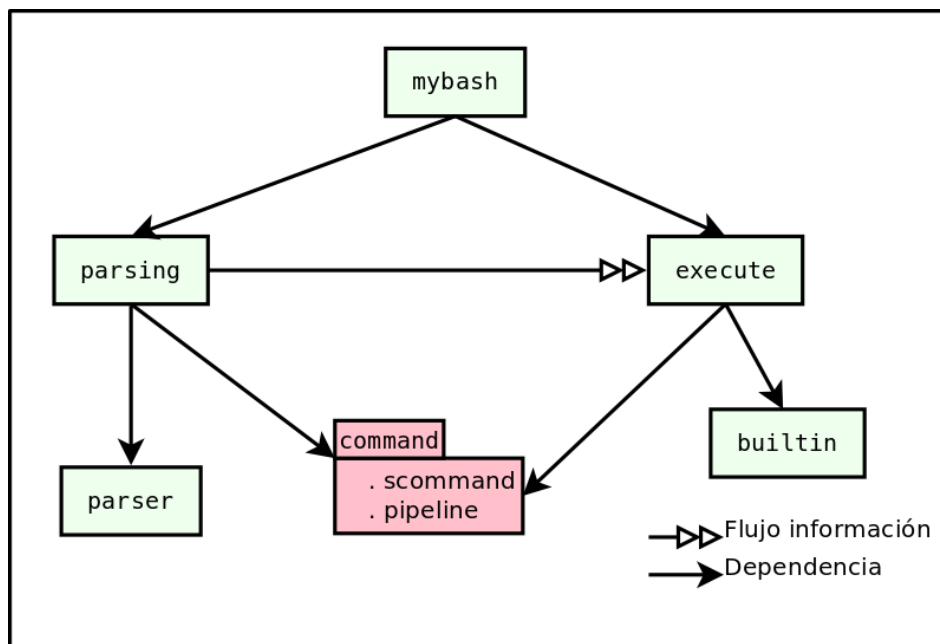 mybash
parsing
execute
command
. scommand
. pipeline
builtin
parser
Flujo información
Dependencia